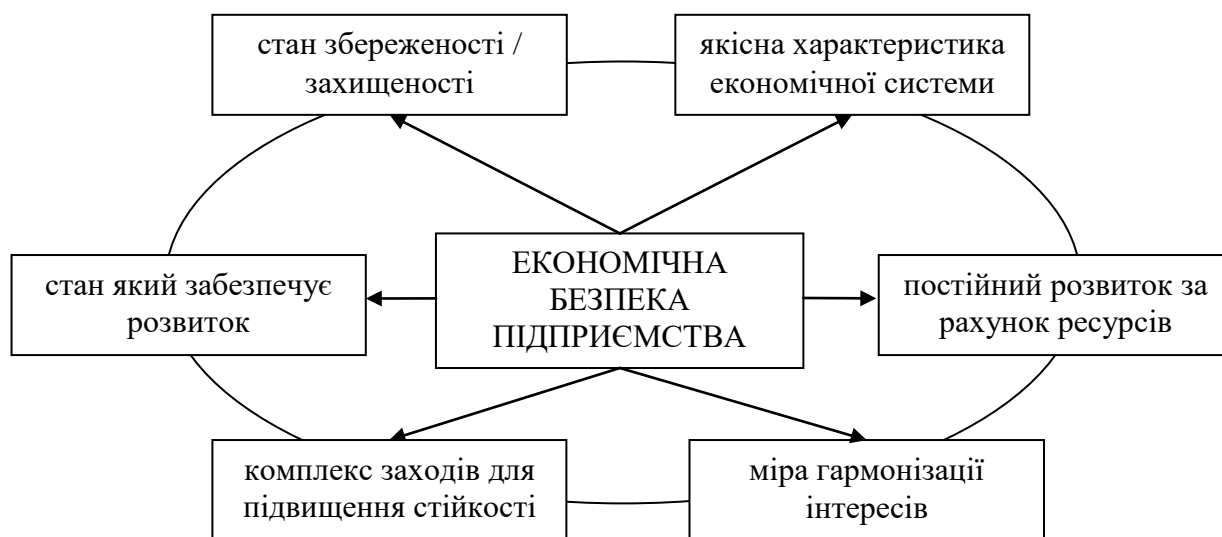 стан збереженості /
захищеності
якісна характеристика
економічної системи
стан який забезпечує
розвиток
ЕКОНОМІЧНА
БЕЗПЕКА
ПІДПРИЄМСТВА
постійний розвиток за
рахунок ресурсів
комплекс заходів для
підвищення стійкості
міра гармонізації
інтересів